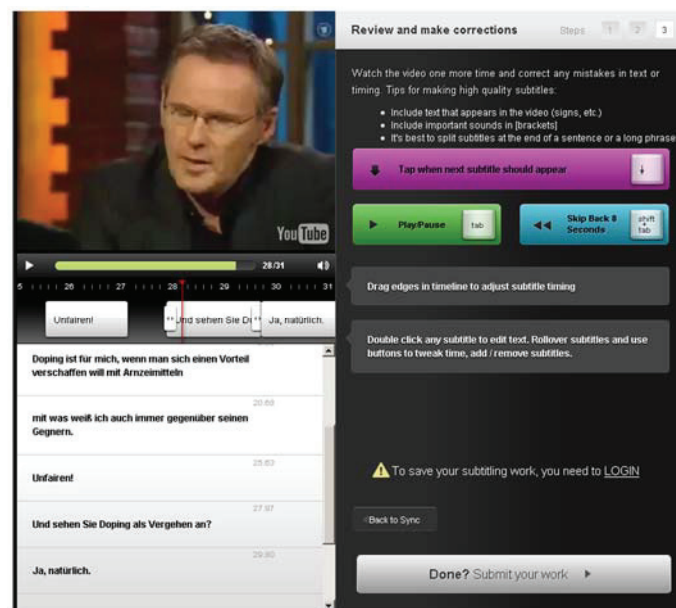 YouTube
28/31
26 27 28 29 30 31
Unfairen!
Und sehen Sie D
Ja, natürlich.
Doping ist für mich, wenn man sich einen Vorteil
verschaffen will mit Arnzeimitteln
20.69
mit was weiß ich auch immer gegenüber seinen
Gegnern.
25.63
Unfairen!
27.97
Und sehen Sie Doping als Vergehen an?
29.80
Ja, natürlich.
Review and make corrections
Steps 1 2 3
Watch the video one more time and correct any mistakes in text or
timing. Tips for making high quality subtitles:
• Include text that appears in the video (signs, etc.)
• Include important sounds in [brackets]
• It's best to split subtitles at the end of a sentence or a long phrase
Tap when next subtitle should appear ↓
Play/Pause tab
Skip Back 8
Seconds
shift
+
tab
Drag edges in timeline to adjust subtitle timing
Double click any subtitle to edit text. Rollover subtitles and use
buttons to tweak time, add / remove subtitles.
To save your subtitling work, you need to LOGIN
Back to Sync
Done? Submit your work